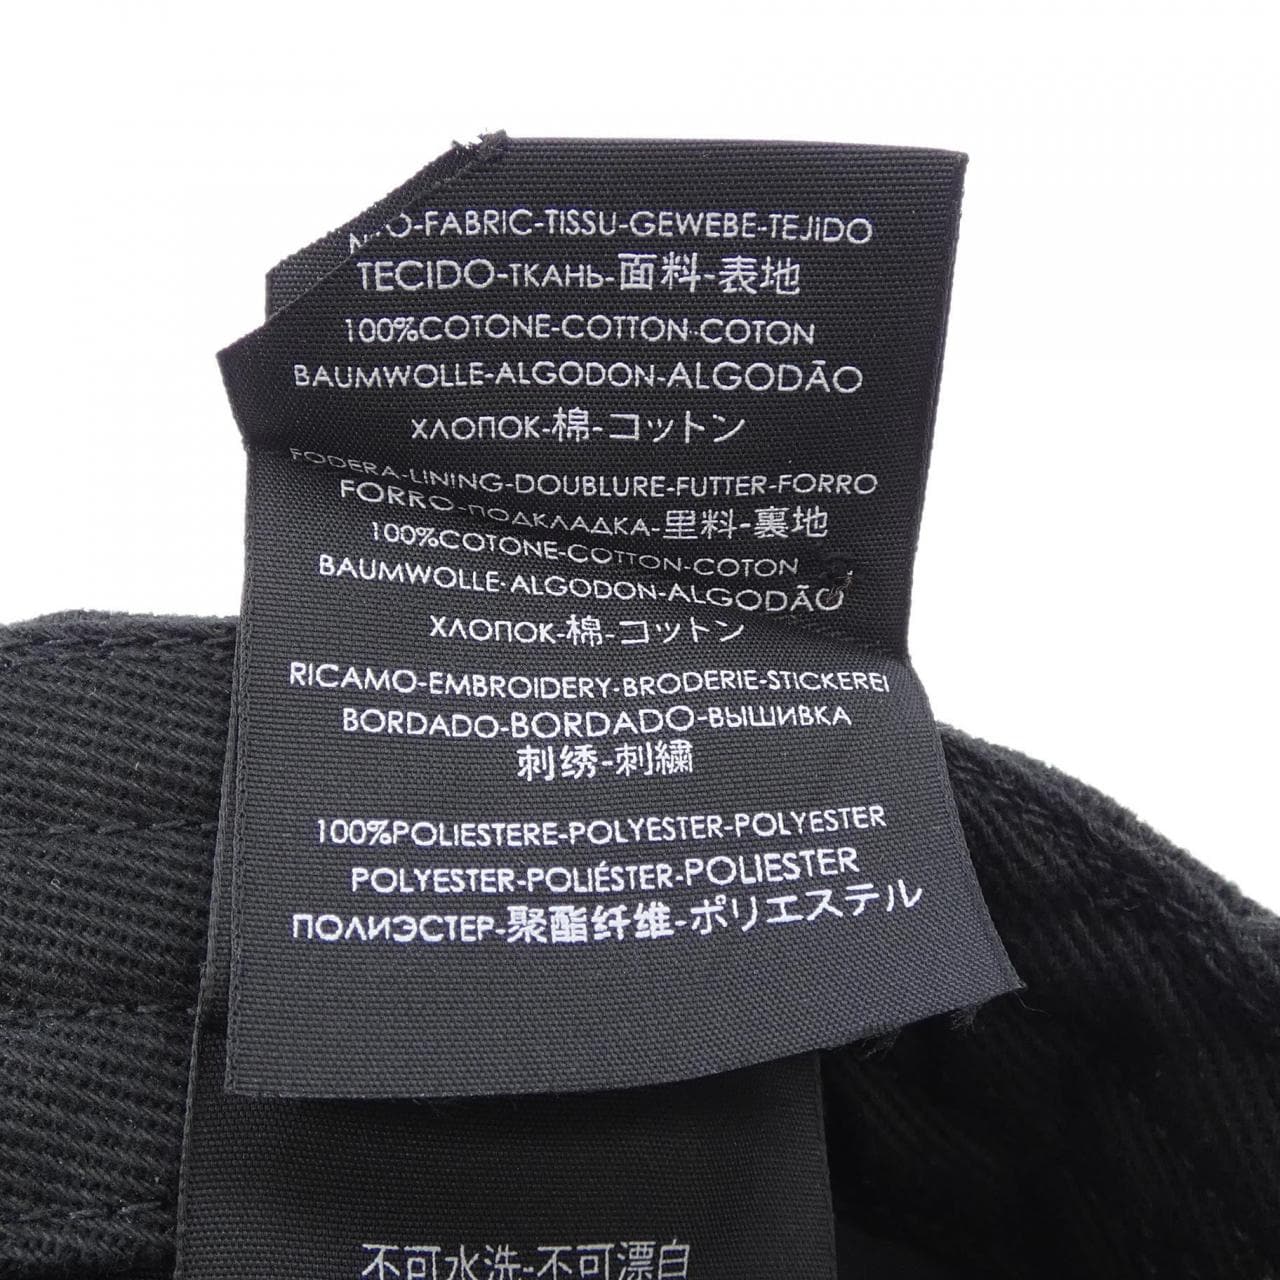 -FABRIC-TISSU-GEWEBE-TEJIDO
TECIDO-ТКАНЬ-面料-表地
100%COTONE-COTTON-COTON
BAUMWOLLE-ALGODON-ALGODÃO
ХЛОПОК-棉-コットン
FODERA-LINING-DOUBLURE-FUTTER-FORRO
FORRO-ПОДКЛАДКА-里料-裏地
100%COTONE-COTTON-COTON
BAUMWOLLE-ALGODON-ALGODÃO
ХЛОПОК-棉-コットン
RICAMO-EMBROIDERY-BRODERIE-STICKEREI
BORDADO-BORDADO-ВЫШИВКА
刺绣-刺繍
100%POLIESTERE-POLYESTER-POLYESTER
POLYESTER-POLIÉSTER-POLIESTER
ПОЛИЭСТЕР-聚酯纤维-ポリエステル
不可水洗-不可漂白